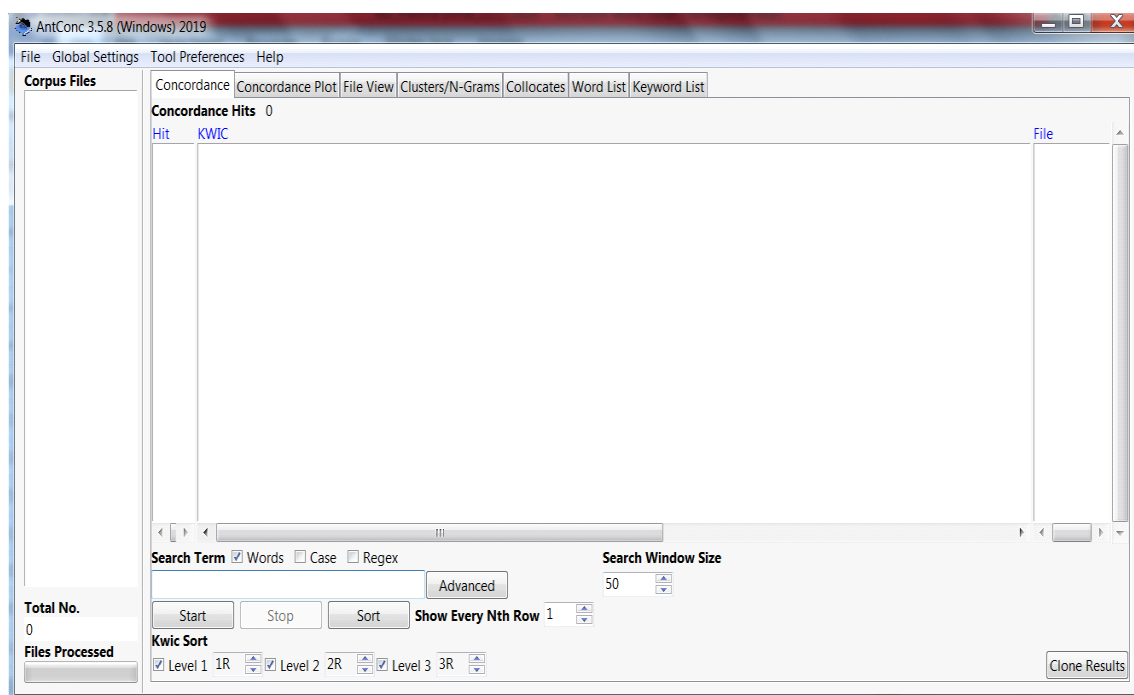 AntConc 3.5.8 (Windows) 2019
File Global Settings Tool Preferences Help
Corpus Files
Concordance Concordance Plot File View Clusters/N-Grams Collocates Word List Keyword List
Concordance Hits 0
Hit KWIC File
Search Term Words Case Regex Search Window Size
Advanced 50
Total No.
0
Start Stop Sort Show Every Nth Row 1
Files Processed
Kwic Sort
Level 1 1R Level 2 2R Level 3 3R
Clone Results